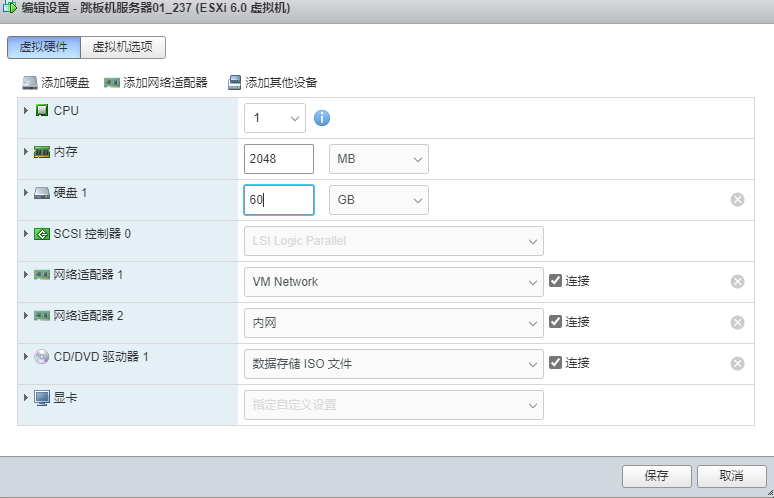 编辑设置 - 跳板机服务器01_237 (ESXi 6.0 虚拟机)
虚拟硬件 虚拟机选项
添加硬盘 添加网络适配器 添加其他设备
CPU 1
内存 2048 MB
硬盘 1 60 GB
SCSI 控制器 0 LSI Logic Parallel
网络适配器 1 VM Network 连接
网络适配器 2 内网 连接
CD/DVD 驱动器 1 数据存储 ISO 文件 连接
显卡 指定自定义设置
保存 取消